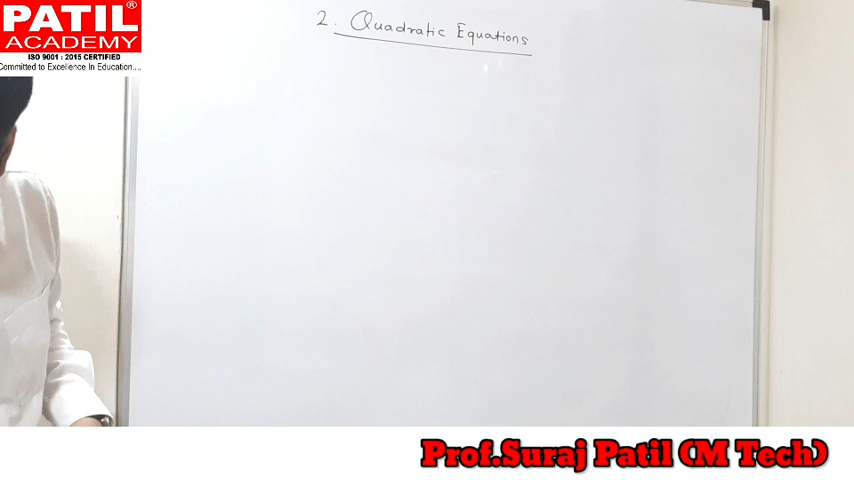 PATIL®
ACADEMY
ISO 9001 : 2015 CERTIFIED
Committed to Excellence In Education....
2. Quadratic Equations
Prof.Suraj Patil (M Tech)